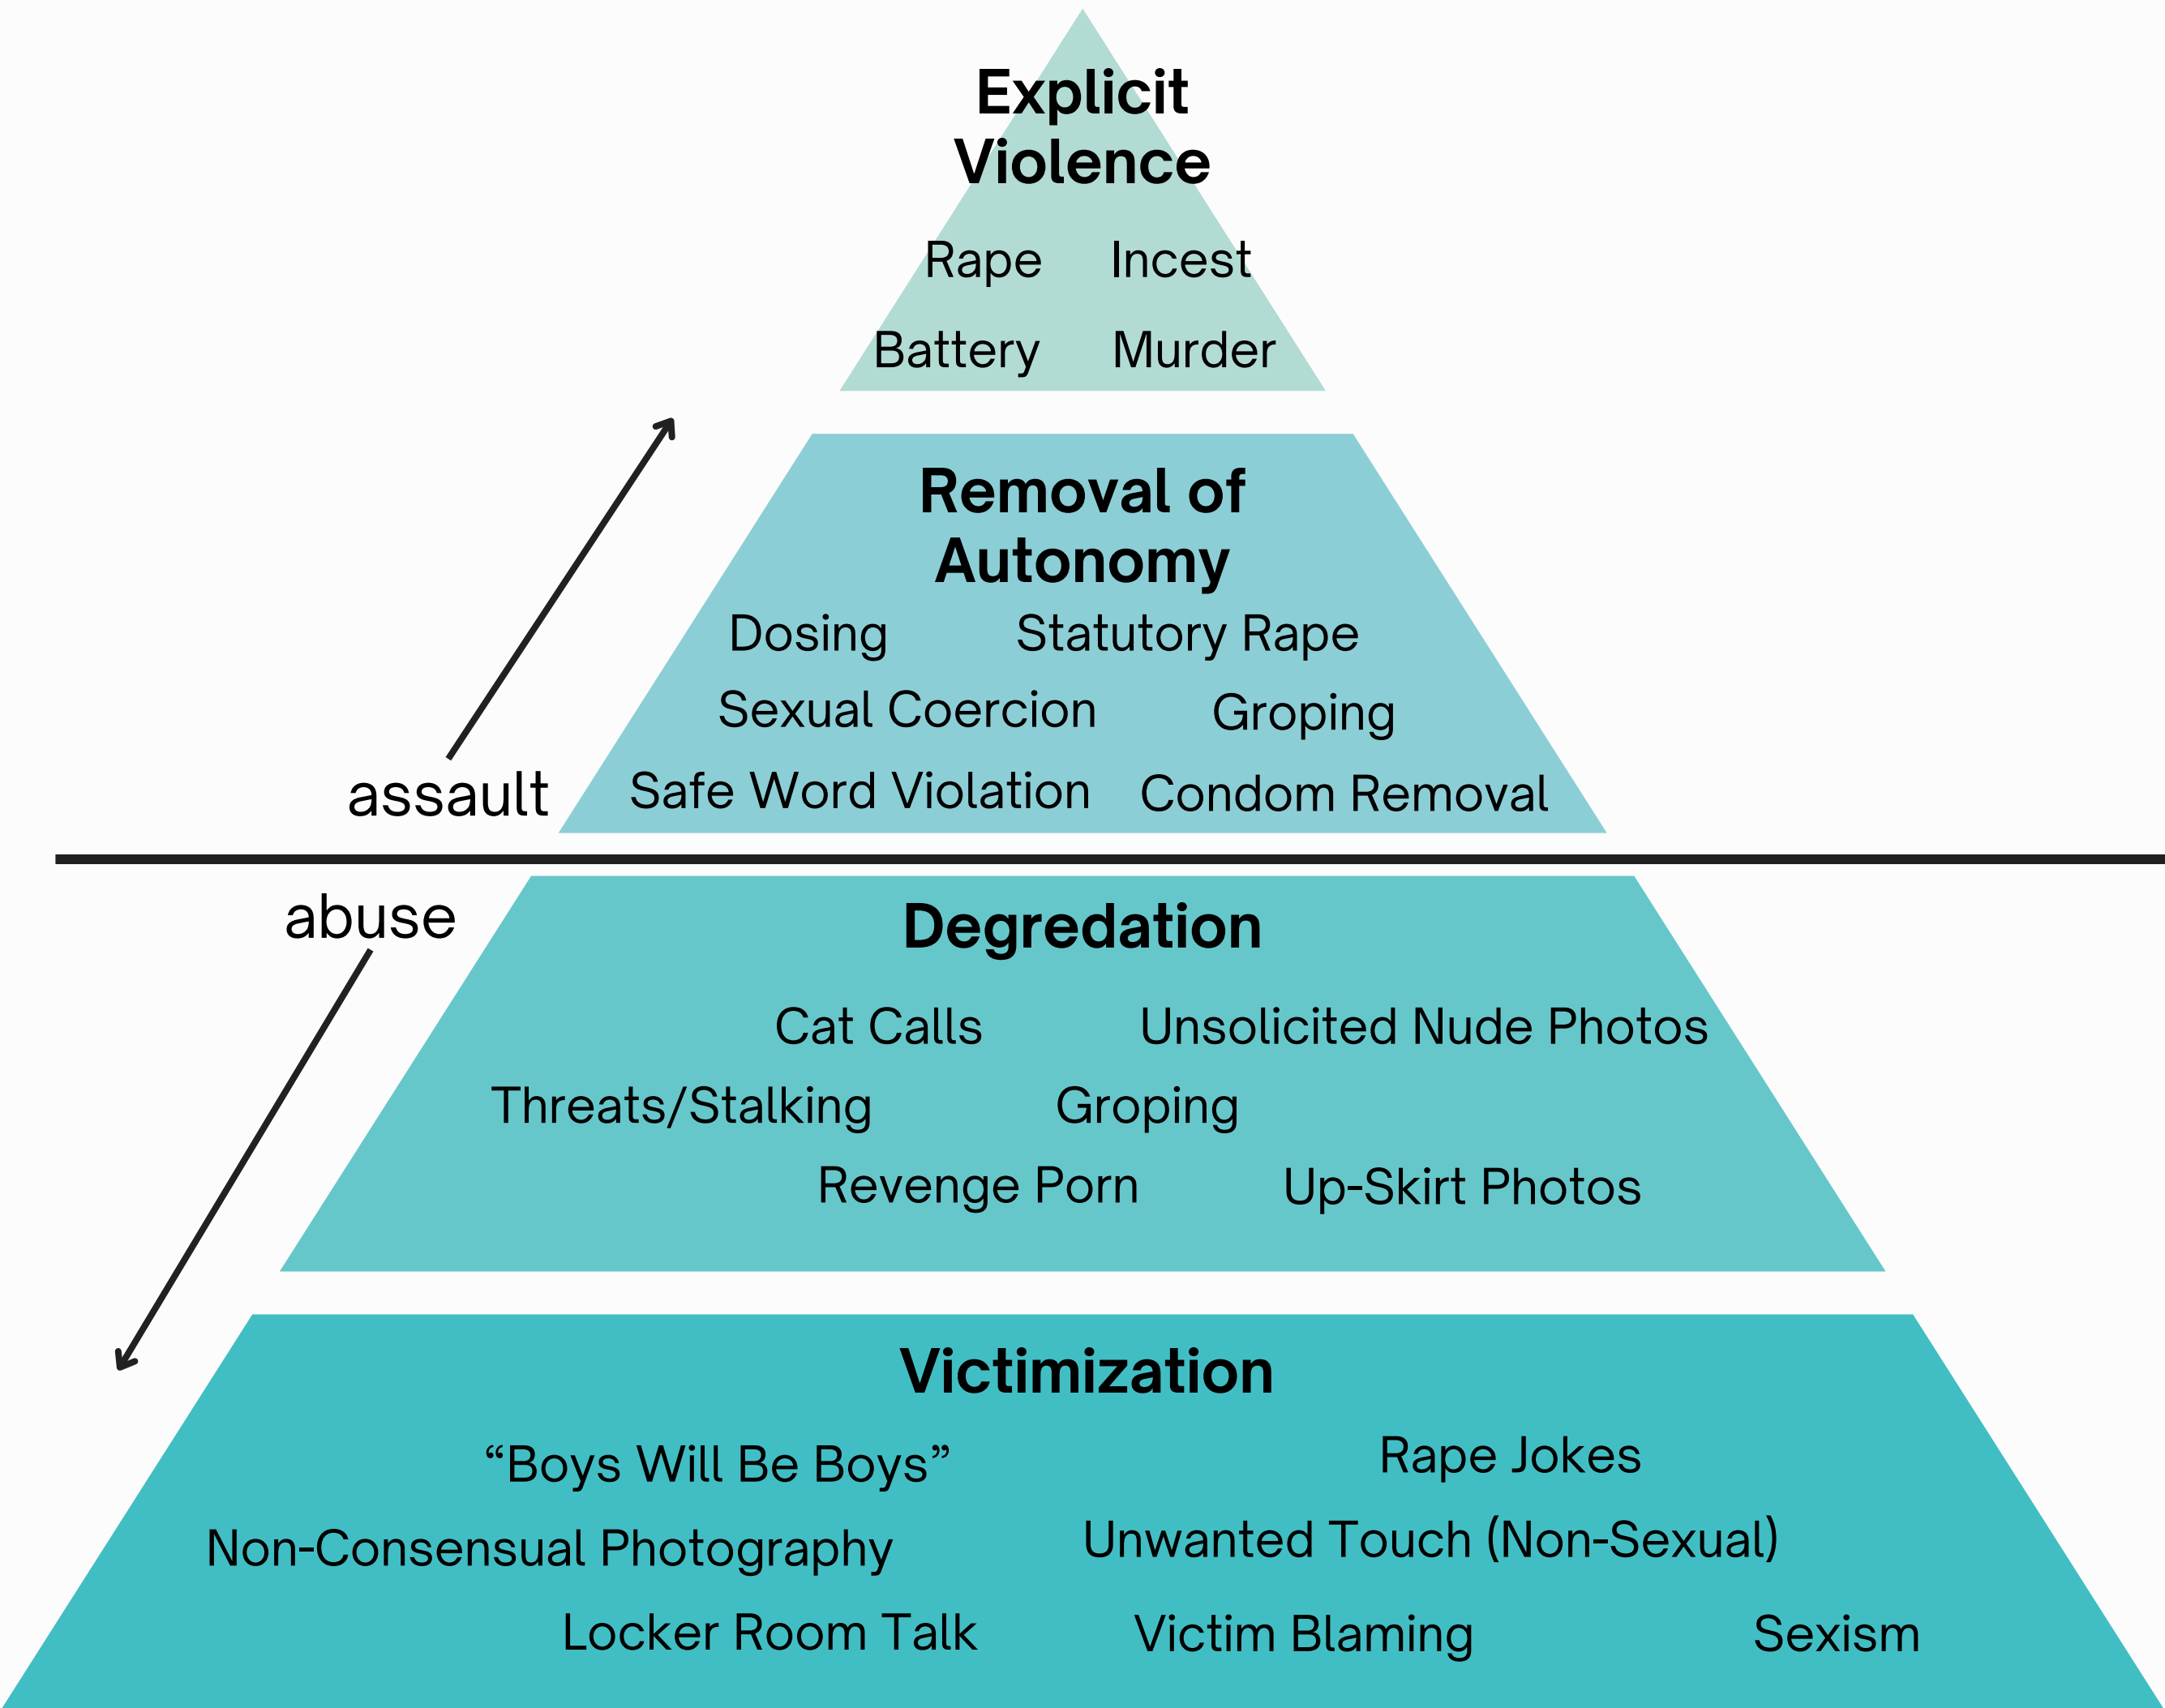 Explicit
Violence
Rape Incest
Battery Murder
Removal of
Autonomy
Dosing Statutory Rape
Sexual Coercion Groping
Safe Word Violation Condom Removal
assault
abuse
Degredation
Cat Calls Unsolicited Nude Photos
Threats/Stalking Groping
Revenge Porn Up-Skirt Photos
Victimization
“Boys Will Be Boys” Rape Jokes
Non-Consensual Photography Unwanted Touch (Non-Sexual)
Locker Room Talk Victim Blaming Sexism